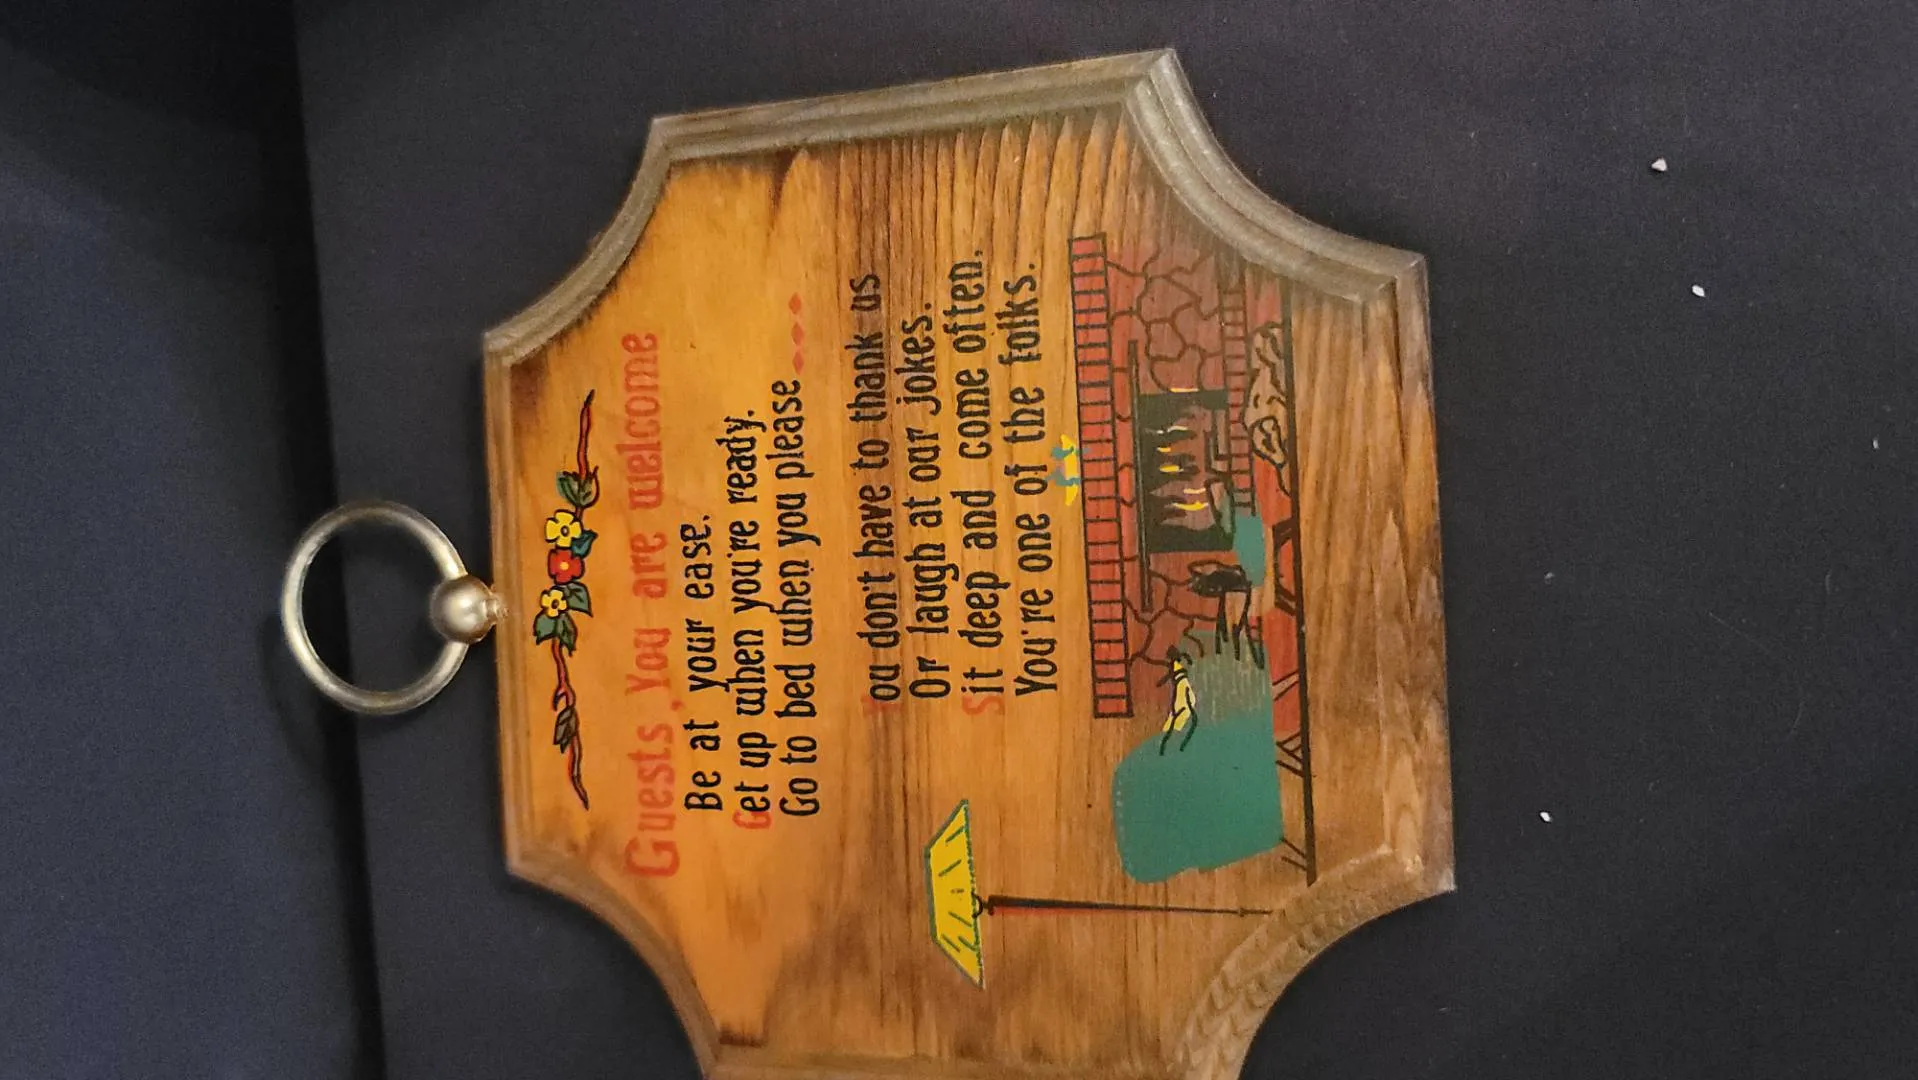 Guests, You are welcome
Be at your ease.
Get up when you're ready.
Go to bed when you please ....
You don't have to thank us
Or laugh at our jokes.
Sit deep and come often.
You're one of the folks.